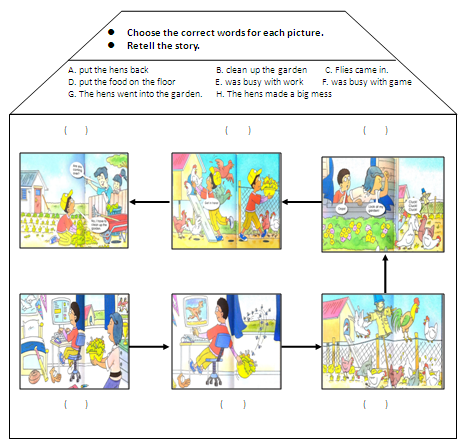 ● Choose the correct words for each picture.
● Retell the story.
A. put the hens back B. clean up the garden C. Flies came in.
D. put the food on the floor E. was busy with work F. was busy with game
G. The hens went into the garden. H. The hens made a big mess
( ) ( ) ( )
( ) ( ) ( )